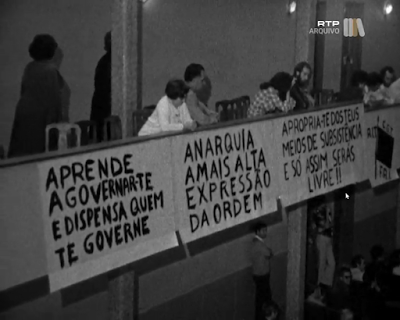 RTP
ARQUIVO
APRENDE
A GOVERNAR-TE
E DISPENSA QUEM
TE GOVERNE
ANARQUIA
A MAIS ALTA
EXPRESSÃO
DA ORDEM
APROPRIA-TE DOS TEUS
MEIOS DE SUBSISTÊNCIA
E SÓ ASSIM SERÁS
LIVRE!!